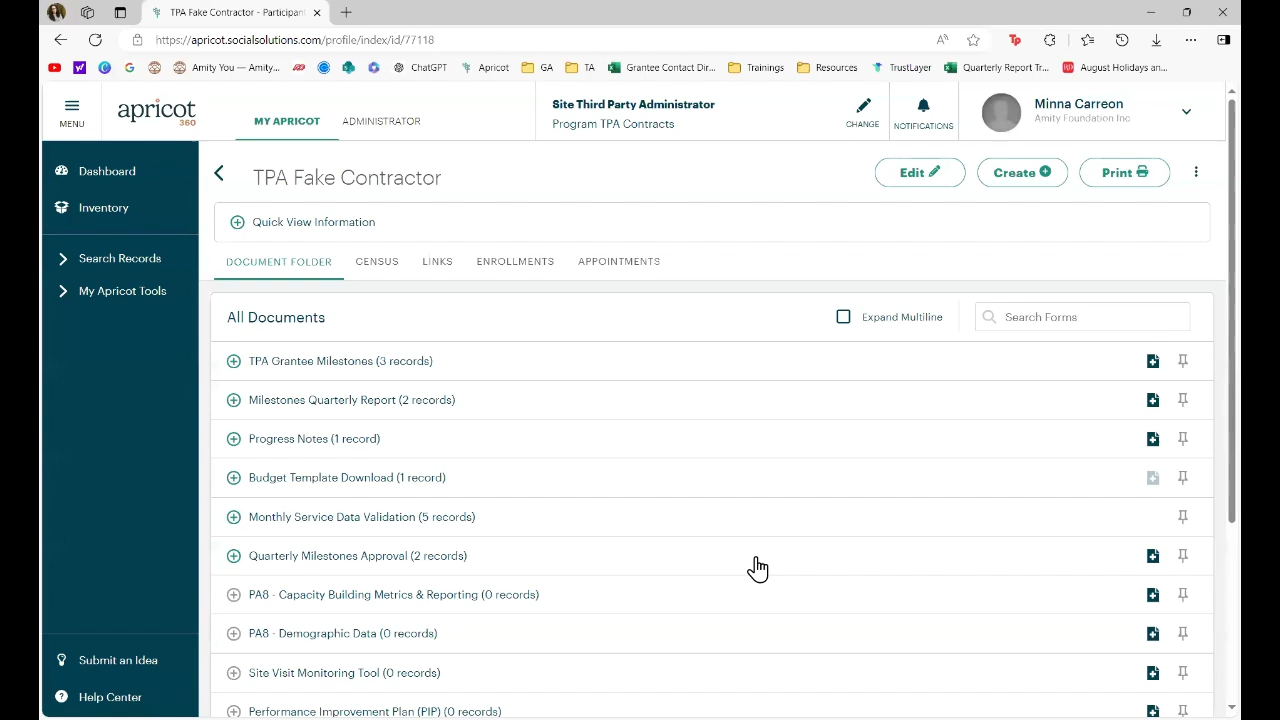 TPA Fake Contractor - Participan
https://apricot.socialsolutions.com/profile/index/id/77118
Amity You — Amity...
ChatGPT
Apricot
GA
TA
Grantee Contact Dir...
Trainings
Resources
TrustLayer
Quarterly Report Tr...
August Holidays an...
MENU
apricot
360
MY APRICOT
ADMINISTRATOR
Site Third Party Administrator
Program TPA Contracts
CHANGE
NOTIFICATIONS
Minna Carreon
Amity Foundation Inc
Dashboard
Inventory
Search Records
My Apricot Tools
Submit an Idea
Help Center
TPA Fake Contractor
Edit
Create
Print
Quick View Information
DOCUMENT FOLDER
CENSUS
LINKS
ENROLLMENTS
APPOINTMENTS
All Documents
Expand Multiline
Search Forms
TPA Grantee Milestones (3 records)
Milestones Quarterly Report (2 records)
Progress Notes (1 record)
Budget Template Download (1 record)
Monthly Service Data Validation (5 records)
Quarterly Milestones Approval (2 records)
PA8 - Capacity Building Metrics & Reporting (0 records)
PA8 - Demographic Data (0 records)
Site Visit Monitoring Tool (0 records)
Performance Improvement Plan (PIP) (0 records)